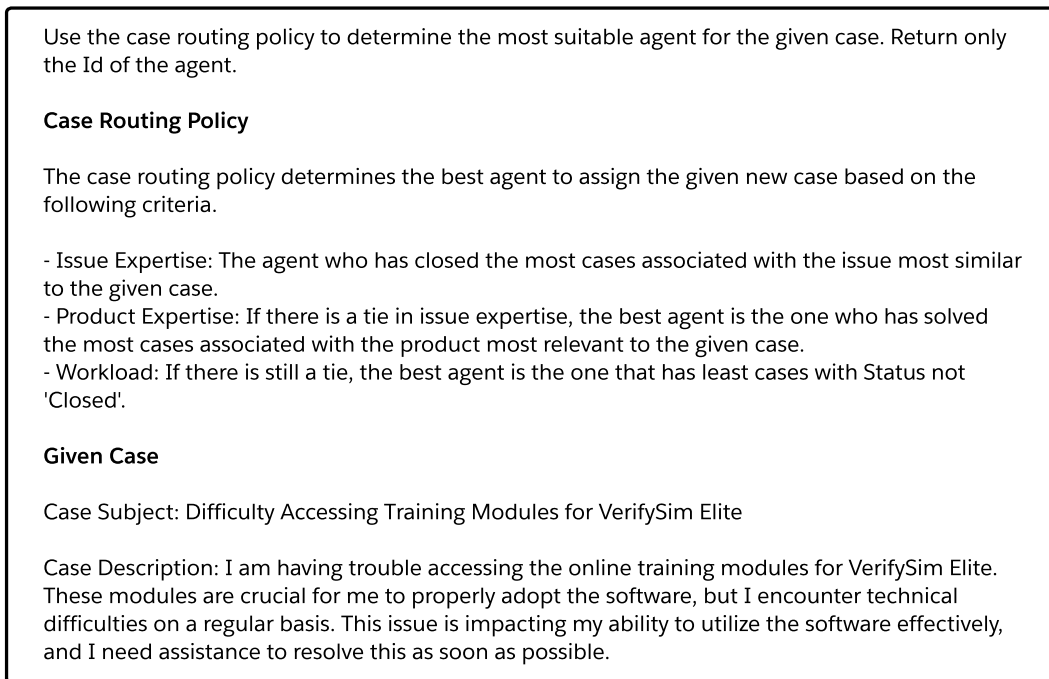 Use the case routing policy to determine the most suitable agent for the given case. Return only
the Id of the agent.
Case Routing Policy
The case routing policy determines the best agent to assign the given new case based on the
following criteria.
- Issue Expertise: The agent who has closed the most cases associated with the issue most similar
to the given case.
- Product Expertise: If there is a tie in issue expertise, the best agent is the one who has solved
the most cases associated with the product most relevant to the given case.
- Workload: If there is still a tie, the best agent is the one that has least cases with Status not
'Closed'.
Given Case
Case Subject: Difficulty Accessing Training Modules for VerifySim Elite
Case Description: I am having trouble accessing the online training modules for VerifySim Elite.
These modules are crucial for me to properly adopt the software, but I encounter technical
difficulties on a regular basis. This issue is impacting my ability to utilize the software effectively,
and I need assistance to resolve this as soon as possible.